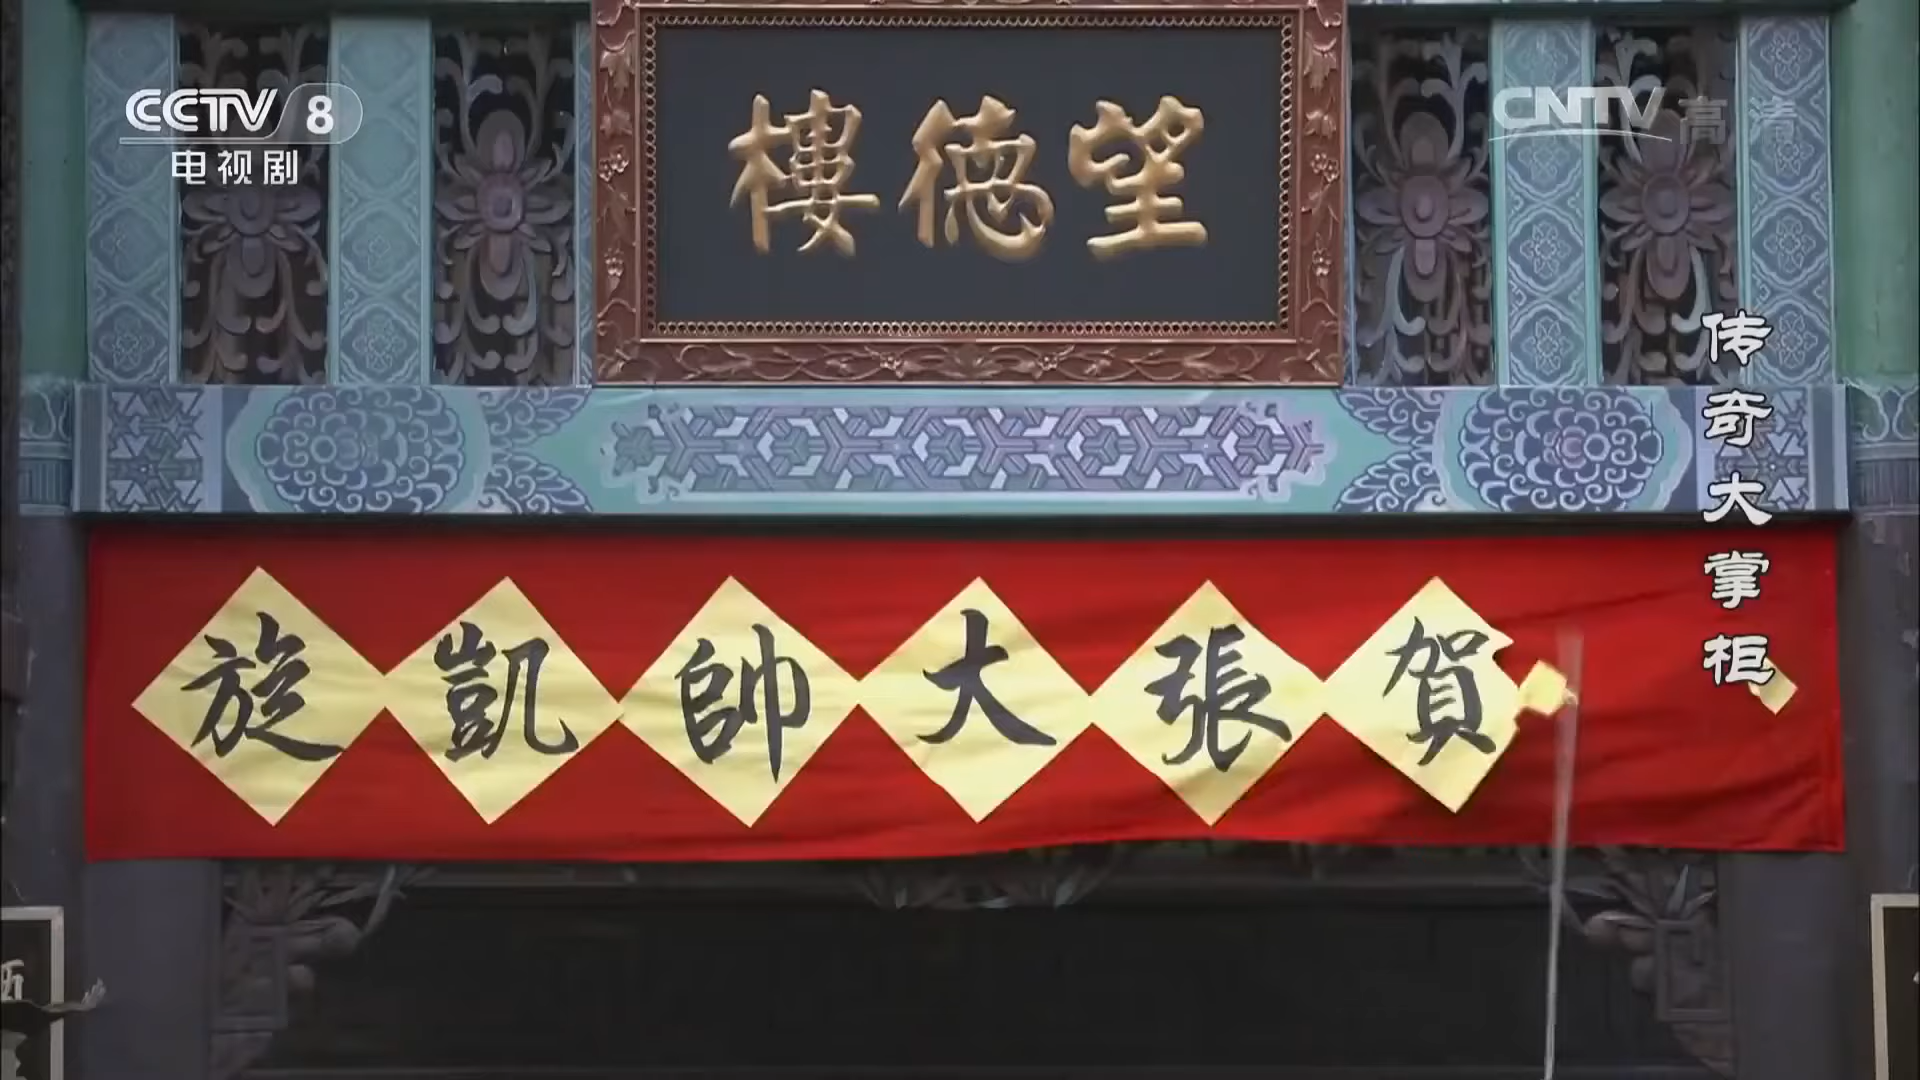 CCTV 8
电视剧
CNTV 高清
望德樓
传奇大掌柜
賀張大帥凱旋